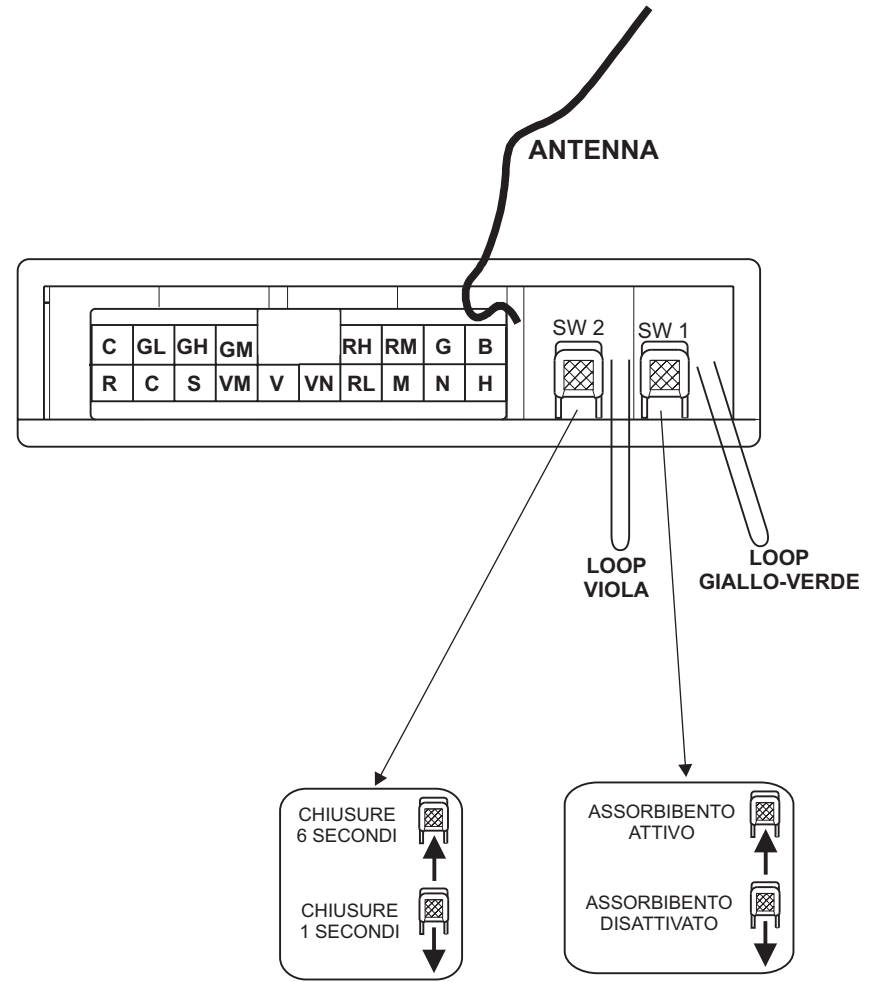 ANTENNA
SW 2 SW 1
C GL GH GM RH RM G B
R C S VM V VN RL M N H
LOOP
VIOLA
LOOP
GIALLO-VERDE
CHIUSURE
6 SECONDI
CHIUSURE
1 SECONDI
ASSORBIBENTO
ATTIVO
ASSORBIBENTO
DISATTIVATO